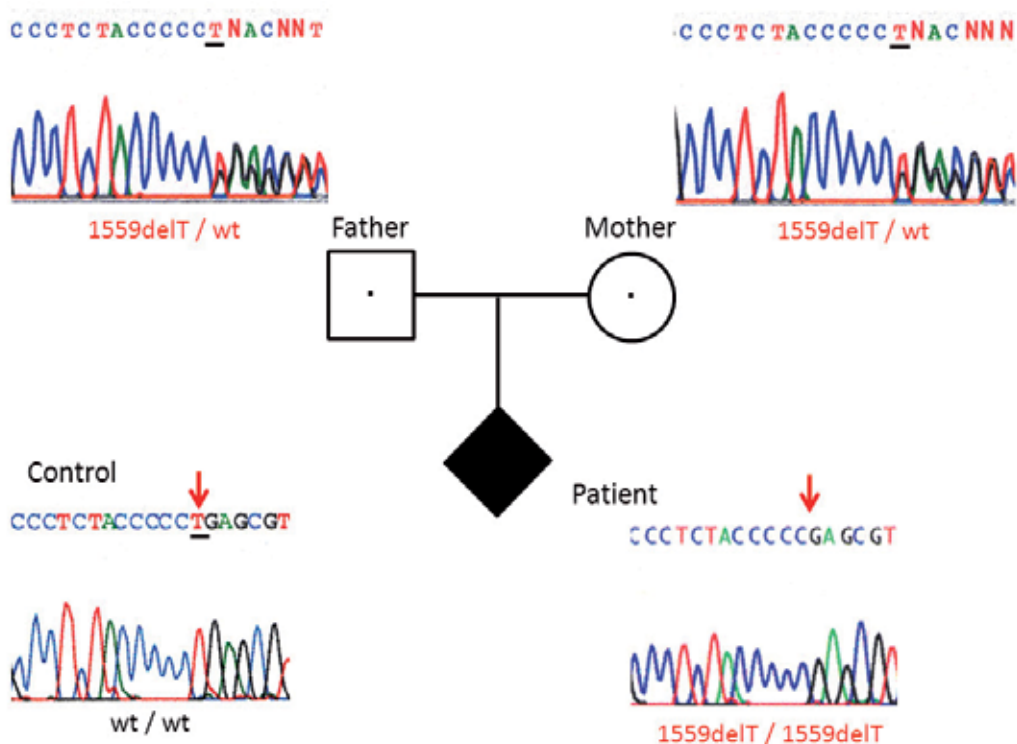 CCCTCTACCCCCTNACNNT
CCCTCTACCCCCTNACNNN
1559delT / wt
1559delT / wt
Father
Mother
Control
Patient
CCCTCTACCCCCTGAGCGT
CCCTCTACCCCCGAGCGT
wt / wt
1559delT / 1559delT